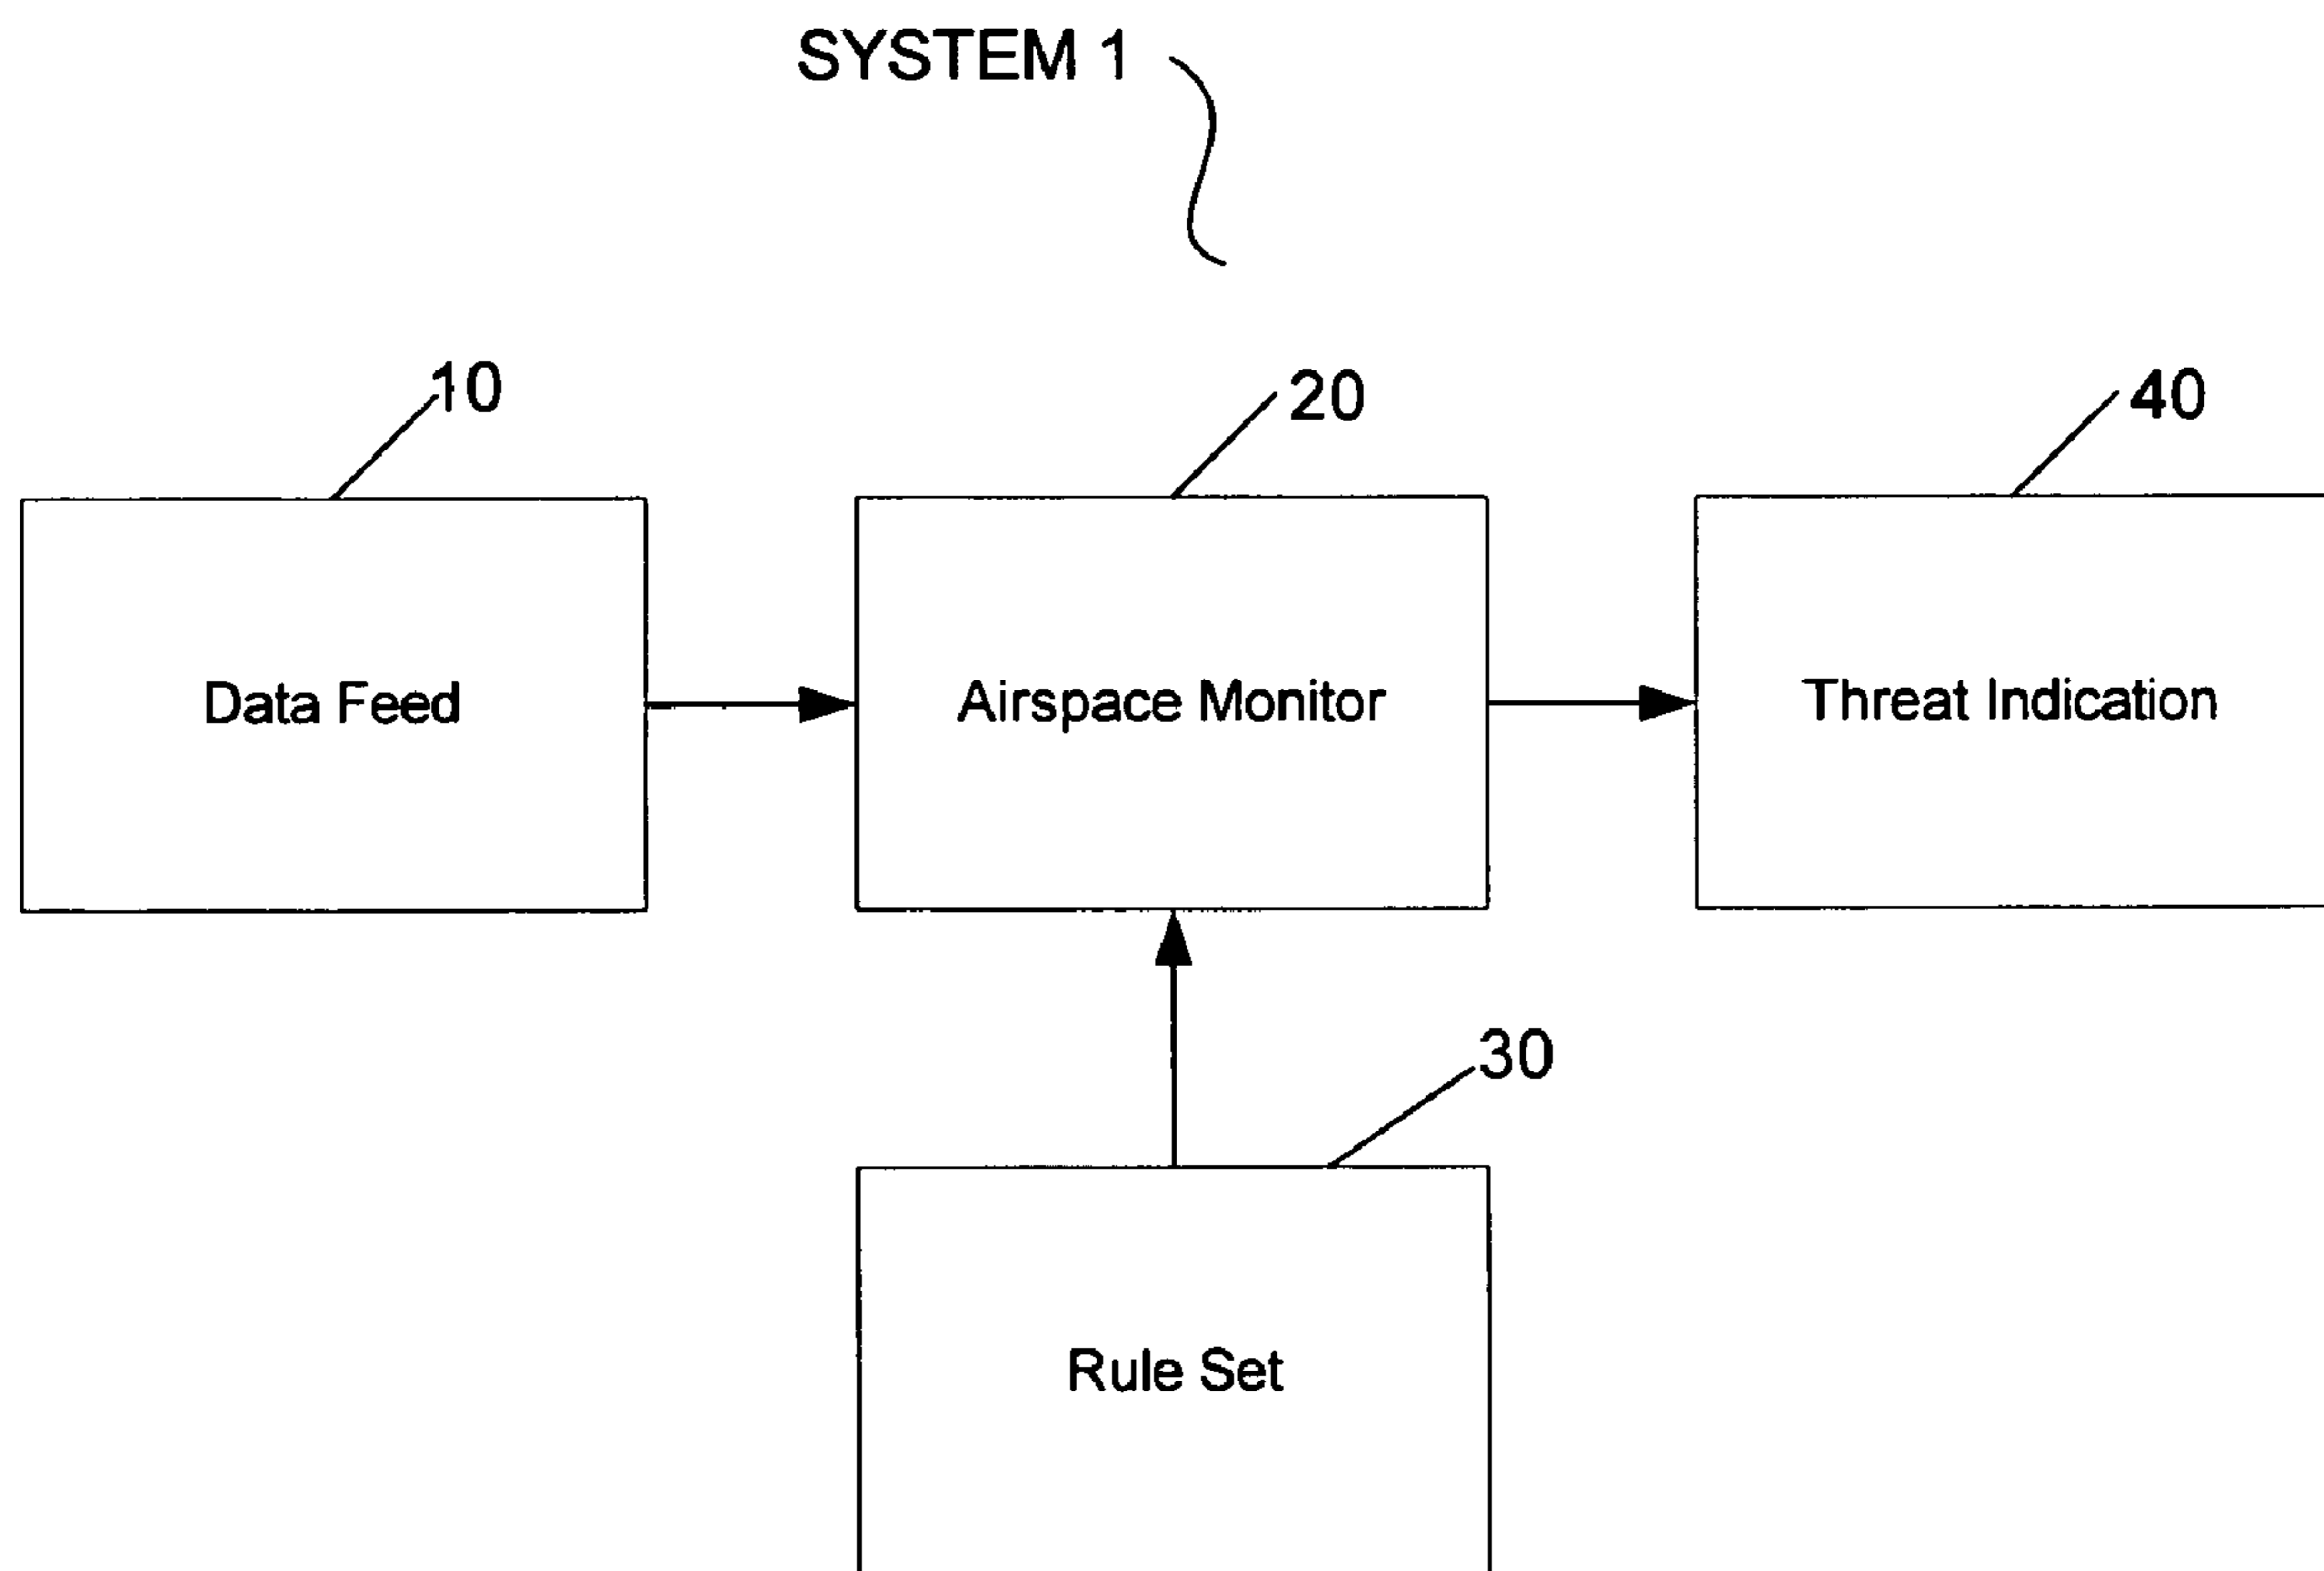 SYSTEM 1
10
20
40
Data Feed
Airspace Monitor
Threat Indication
30
Rule Set